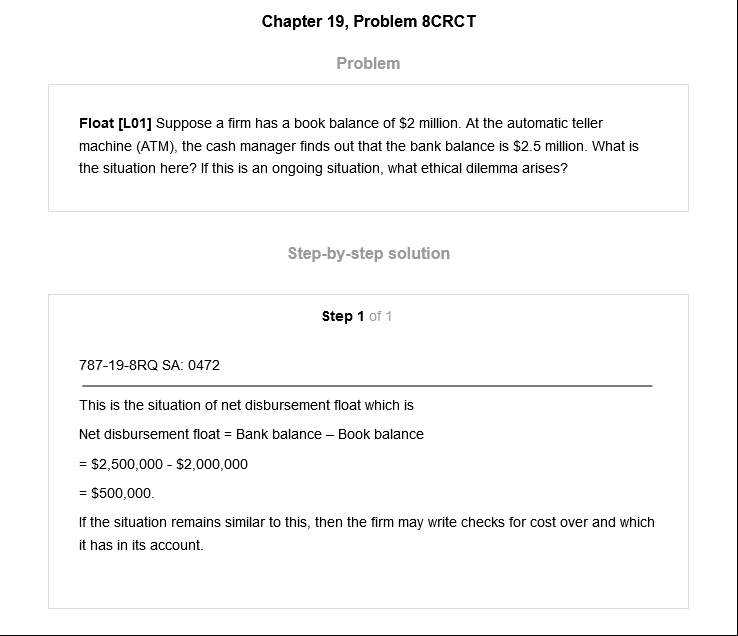 Chapter 19, Problem 8CRCT
Problem
Float [L01] Suppose a firm has a book balance of $2 million. At the automatic teller
machine (ATM), the cash manager finds out that the bank balance is $2.5 million. What is
the situation here? If this is an ongoing situation, what ethical dilemma arises?
Step-by-step solution
Step 1 of 1
787-19-8RQ SA: 0472
This is the situation of net disbursement float which is
Net disbursement float = Bank balance – Book balance
= $2,500,000 - $2,000,000
= $500,000.
If the situation remains similar to this, then the firm may write checks for cost over and which
it has in its account.